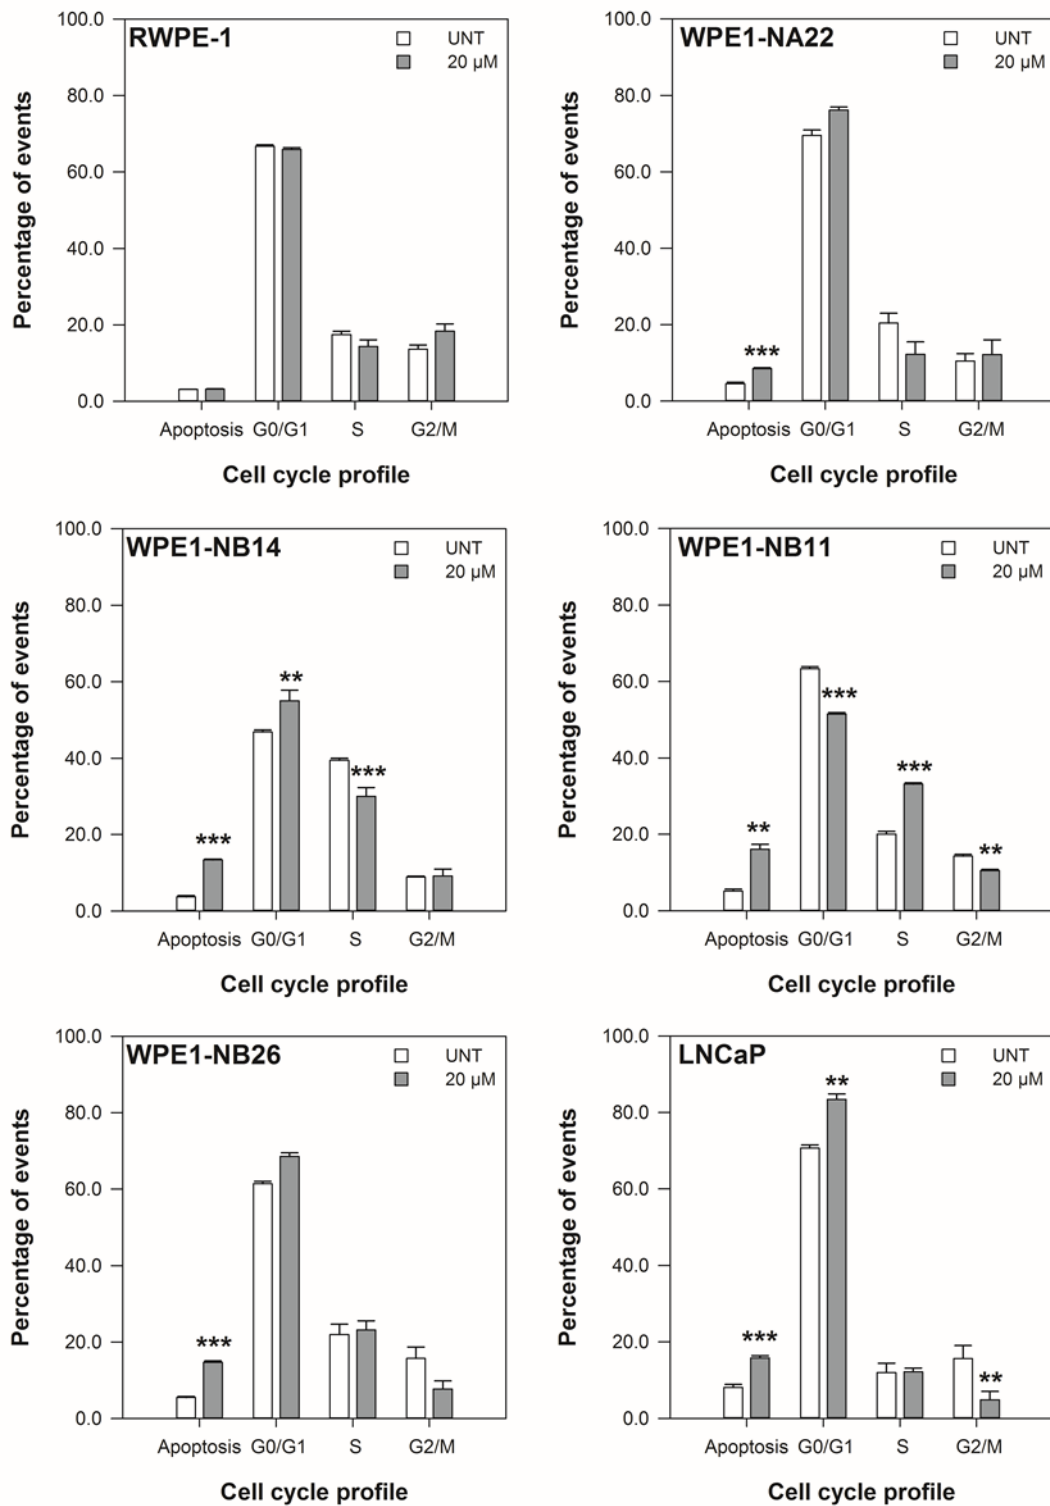 RWPE-1
UNT
20 µM
100.0
80.0
60.0
40.0
20.0
0.0
Percentage of events
Apoptosis G0/G1 S G2/M
Cell cycle profile
WPE1-NA22
UNT
20 µM
100.0
80.0
60.0
40.0
20.0
0.0
Percentage of events
***
Apoptosis G0/G1 S G2/M
Cell cycle profile
WPE1-NB14
UNT
20 µM
100.0
80.0
60.0
40.0
20.0
0.0
Percentage of events
**
***
***
Apoptosis G0/G1 S G2/M
Cell cycle profile
WPE1-NB11
UNT
20 µM
100.0
80.0
60.0
40.0
20.0
0.0
Percentage of events
***
***
**
**
Apoptosis G0/G1 S G2/M
Cell cycle profile
WPE1-NB26
UNT
20 µM
100.0
80.0
60.0
40.0
20.0
0.0
Percentage of events
***
Apoptosis G0/G1 S G2/M
Cell cycle profile
LNCaP
UNT
20 µM
100.0
80.0
60.0
40.0
20.0
0.0
Percentage of events
**
***
**
Apoptosis G0/G1 S G2/M
Cell cycle profile